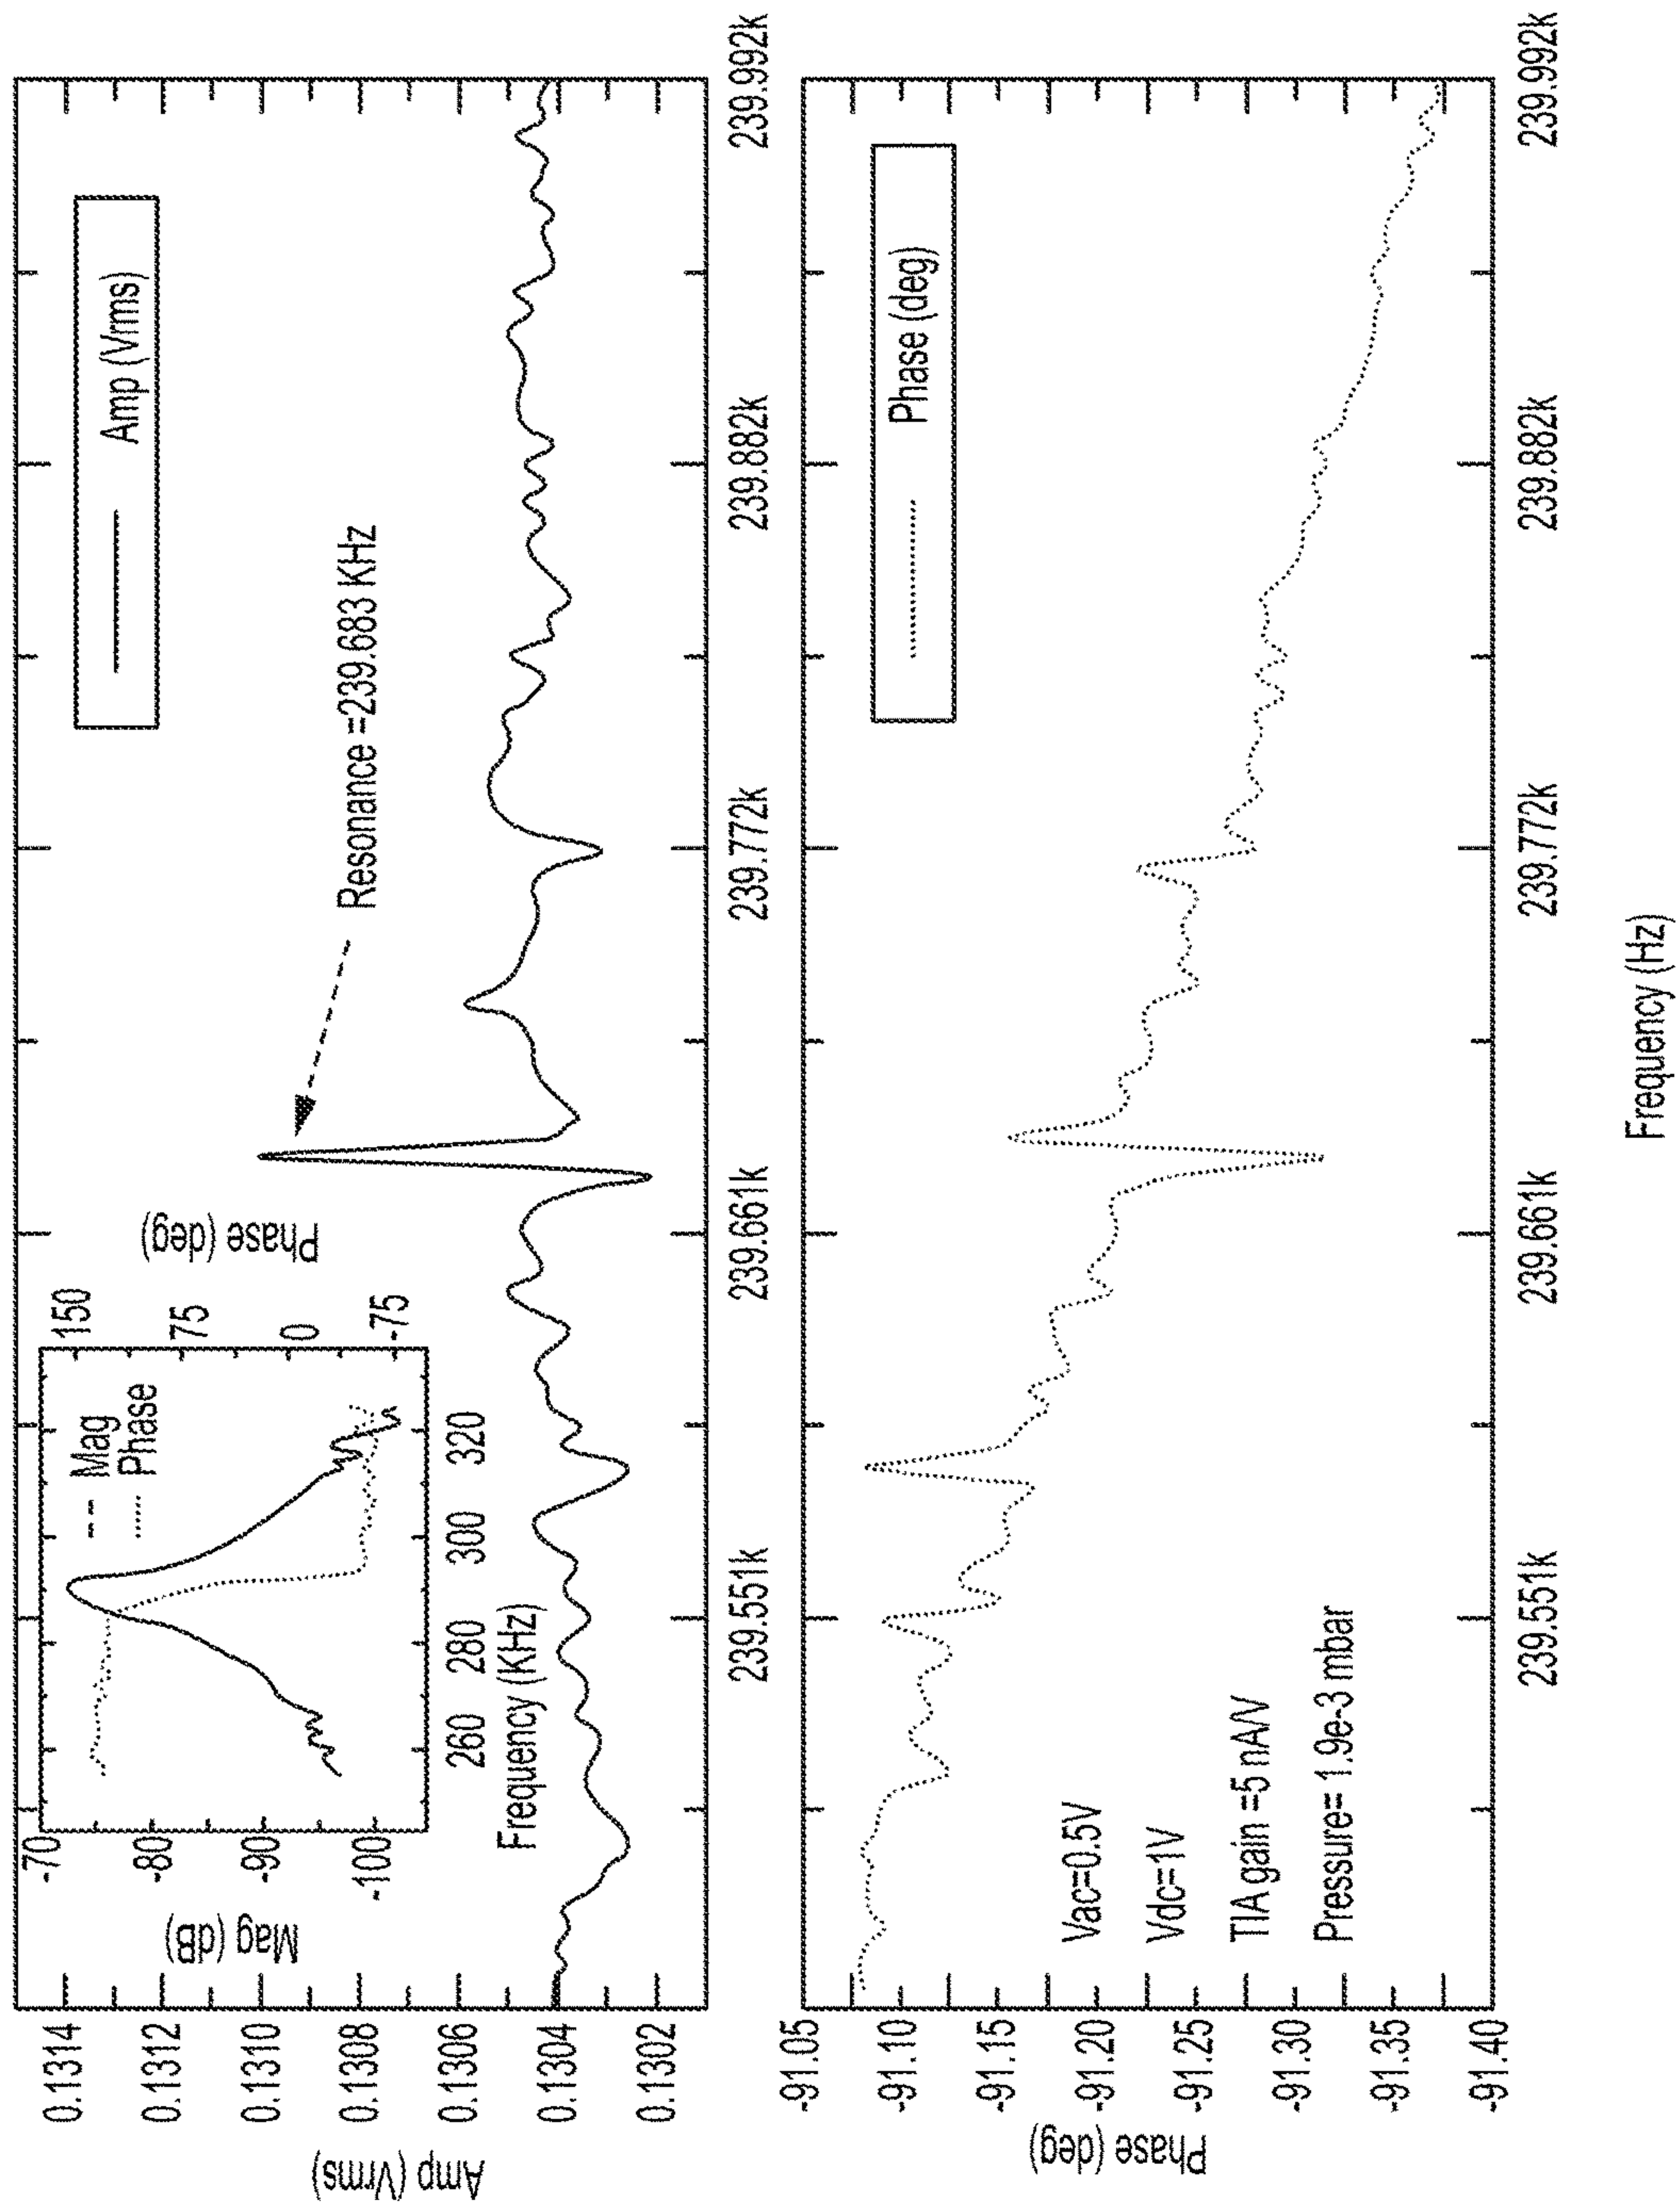 Amp (Vrms)
0.1314
0.1312
0.1310
0.1308
0.1306
0.1304
0.1302
Mag (dB)
-70
-80
-90
-100
Mag
Phase
150
75
0
-75
Phase (deg)
260 280 300 320
Frequency (KHz)
Resonance =239.683 KHz
Amp (Vrms)
239.551k 239.661k 239.772k 239.882k 239.992k
Phase (deg)
-91.05
-91.10
-91.15
-91.20
-91.25
-91.30
-91.35
-91.40
Phase (deg)
Vac=0.5V
Vdc=1V
TIA gain =5 nA/V
Pressure= 1.9e-3 mbar
239.551k 239.661k 239.772k 239.882k 239.992k
Frequency (Hz)